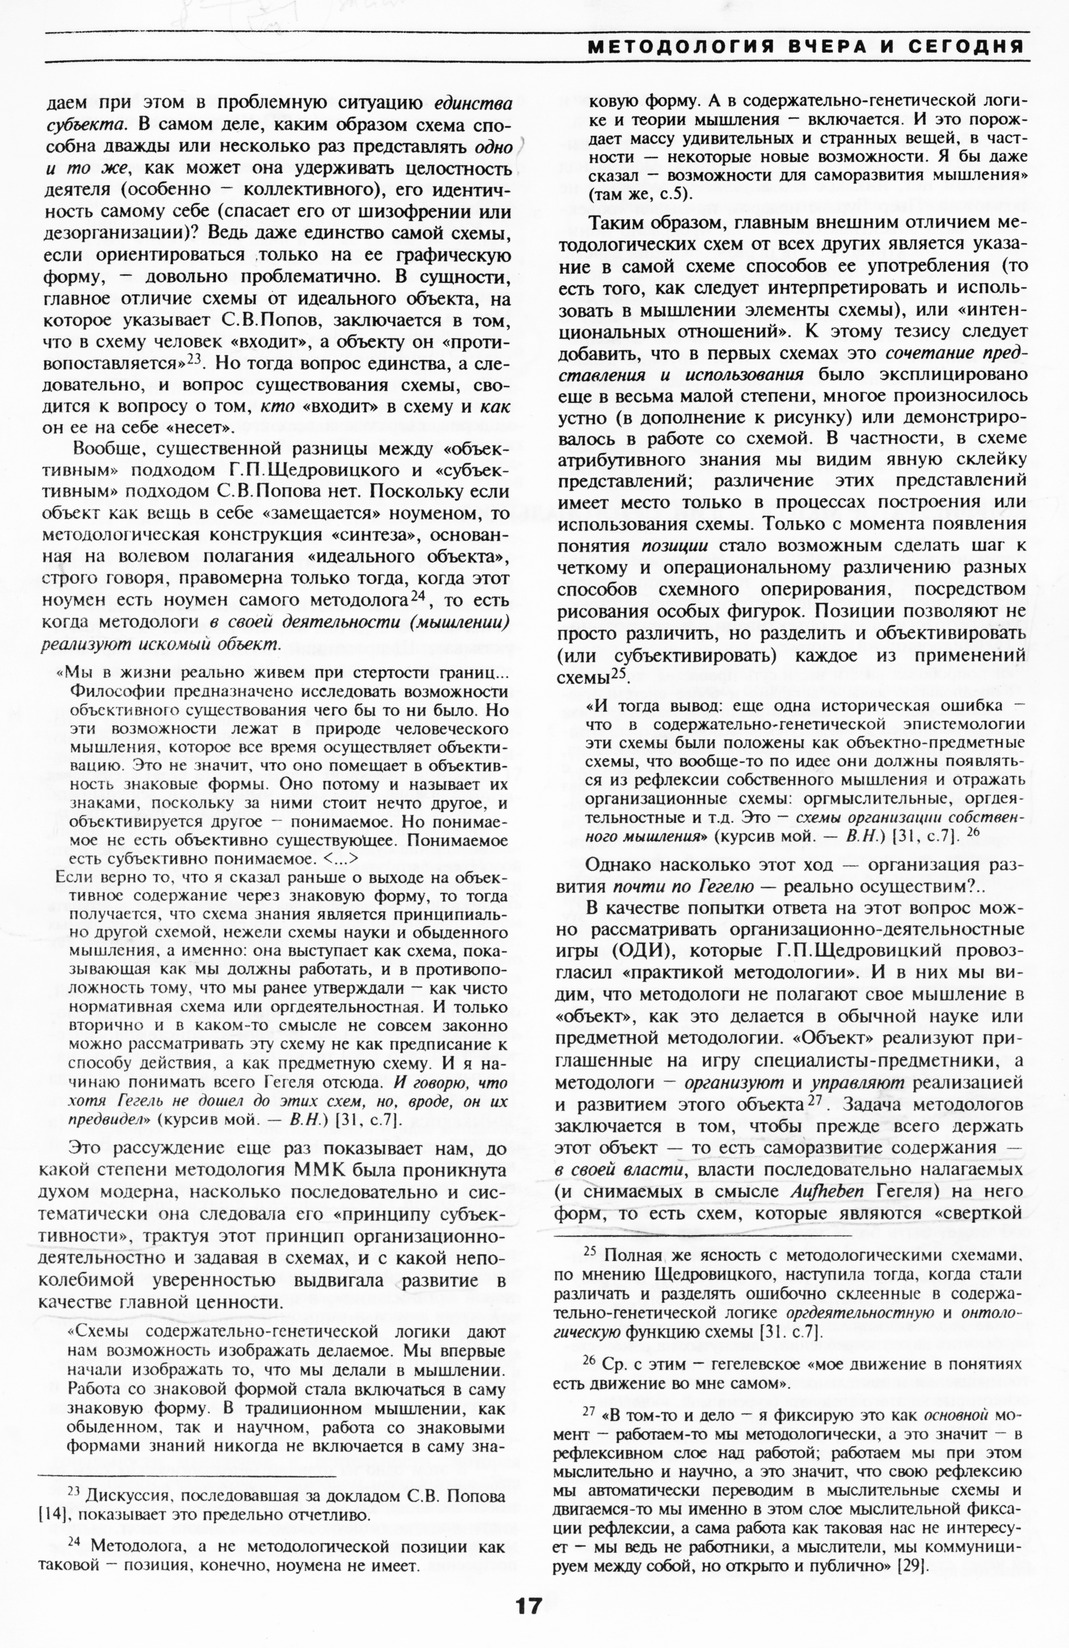 МЕТОДОЛОГИЯ ВЧЕРА И СЕГОДНЯ
даем при этом в проблемную ситуацию единства
субъекта. В самом деле, каким образом схема спо-
собна дважды или несколько раз представлять одно
и то же, как может она удерживать целостность
деятеля (особенно — коллективного), его идентич-
ность самому себе (спасает его от шизофрении или
дезорганизации)? Ведь даже единство самой схемы,
если ориентироваться только на ее графическую
форму, — довольно проблематично. В сущности,
главное отличие схемы от идеального объекта, на
которое указывает С.В.Попов, заключается в том,
что в схему человек «входит», а объекту он «проти-
вопоставляется»23. Но тогда вопрос единства, а сле-
довательно, и вопрос существования схемы, сво-
дится к вопросу о том, кто «входит» в схему и как
он ее на себе «несет».
Вообще, существенной разницы между «объек-
тивным» подходом Г.П.Щедровицкого и «субъек-
тивным» подходом С.В.Попова нет. Поскольку если
объект как вещь в себе «замещается» ноуменом, то
методологическая конструкция «синтеза», основан-
ная на волевом полагания «идеального объекта»,
строго говоря, правомерна только тогда, когда этот
ноумен есть ноумен самого методолога24, то есть
когда методологи в своей деятельности (мышлении)
реализуют искомый объект.
«Мы в жизни реально живем при стертости границ...
Философии предназначено исследовать возможности
объективного существования чего бы то ни было. Но
эти возможности лежат в природе человеческого
мышления, которое все время осуществляет объекти-
вацию. Это не значит, что оно помещает в объектив-
ность знаковые формы. Оно потому и называет их
знаками, поскольку за ними стоит нечто другое, и
объективируется другое — понимаемое. Но понимае-
мое не есть объективно существующее. Понимаемое
есть субъективно понимаемое. <...>
Если верно то, что я сказал раньше о выходе на объек-
тивное содержание через знаковую форму, то тогда
получается, что схема знания является принципиаль-
но другой схемой, нежели схемы науки и обыденного
мышления, а именно: она выступает как схема, пока-
зывающая как мы должны работать, и в противопо-
ложность тому, что мы ранее утверждали — как чисто
нормативная схема или оргдеятельностная. И только
вторично и в каком-то смысле не совсем законно
можно рассматривать эту схему не как предписание к
способу действия, а как предметную схему. И я на-
чинаю понимать всего Гегеля отсюда. И говорю, что
хотя Гегель не дошел до этих схем, но, вроде, он их
предвидел» (курсив мой. — В.Н.) [31, с.7].
Это рассуждение еще раз показывает нам, до
какой степени методология ММК была проникнута
духом модерна, насколько последовательно и сис-
тематически она следовала его «принципу субъек-
тивности», трактуя этот принцип организационно-
деятельностно и задавая в схемах, и с какой непо-
колебимой уверенностью выдвигала развитие в
качестве главной ценности.
«Схемы содержательно-генетической логики дают
нам возможность изображать делаемое. Мы впервые
начали изображать то, что мы делали в мышлении.
Работа со знаковой формой стала включаться в саму
знаковую форму. В традиционном мышлении, как
обыденном, так и научном, работа со знаковыми
формами знаний никогда не включается в саму зна-
23 Дискуссия, последовавшая за докладом С.В. Попова
[14], показывает это предельно отчетливо.
24 Методолога, а не методологической позиции как
таковой — позиция, конечно, ноумена не имеет.
ковую форму. А в содержательно-генетической логи-
ке и теории мышления — включается. И это порож-
дает массу удивительных и странных вещей, в част-
ности — некоторые новые возможности. Я бы даже
сказал — возможности для саморазвития мышления»
(там же, с.5).
Таким образом, главным внешним отличием ме-
тодологических схем от всех других является указа-
ние в самой схеме способов ее употребления (то
есть того, как следует интерпретировать и исполь-
зовать в мышлении элементы схемы), или «интен-
циональных отношений». К этому тезису следует
добавить, что в первых схемах это сочетание пред-
ставления и использования было эксплицировано
еще в весьма малой степени, многое произносилось
устно (в дополнение к рисунку) или демонстриро-
валось в работе со схемой. В частности, в схеме
атрибутивного знания мы видим явную склейку
представлений; различение этих представлений
имеет место только в процессах построения или
использования схемы. Только с момента появления
понятия позиции стало возможным сделать шаг к
четкому и операциональному различению разных
способов схемного оперирования, посредством
рисования особых фигурок. Позиции позволяют не
просто различить, но разделить и объективировать
(или субъективировать) каждое из применений
схемы25.
«И тогда вывод: еще одна историческая ошибка —
что в содержательно-генетической эпистемологии
эти схемы были положены как объектно-предметные
схемы, что вообще-то по идее они должны появлять-
ся из рефлексии собственного мышления и отражать
организационные схемы: оргмыслительные, оргдея-
тельностные и т.д. Это — схемы организации собствен-
ного мышления» (курсив мой. — В.Н.) [31, с.7]. 26
Однако насколько этот ход — организация раз-
вития почти по Гегелю — реально осуществим?..
В качестве попытки ответа на этот вопрос мож-
но рассматривать организационно-деятельностные
игры (ОДИ), которые Г.П.Щедровицкий провоз-
гласил «практикой методологии». И в них мы ви-
дим, что методологи не полагают свое мышление в
«объект», как это делается в обычной науке или
предметной методологии. «Объект» реализуют при-
глашенные на игру специалисты-предметники, а
методологи — организуют и управляют реализацией
и развитием этого объекта27. Задача методологов
заключается в том, чтобы прежде всего держать
этот объект — то есть саморазвитие содержания —
в своей власти, власти последовательно налагаемых
(и снимаемых в смысле Aufheben Гегеля) на него
форм, то есть схем, которые являются «сверткой
25 Полная же ясность с методологическими схемами,
по мнению Щедровицкого, наступила тогда, когда стали
различать и разделять ошибочно склеенные в содержа-
тельно-генетической логике оргдеятельностную и онтоло-
гическую функцию схемы [31. с.7].
26 Ср. с этим — гегелевское «мое движение в понятиях
есть движение во мне самом».
27 «В том-то и дело — я фиксирую это как основной мо-
мент — работаем-то мы методологически, а это значит — в
рефлексивном слое над работой; работаем мы при этом
мыслительно и научно, а это значит, что свою рефлексию
мы автоматически переводим в мыслительные схемы и
двигаемся-то мы именно в этом слое мыслительной фикса-
ции рефлексии, а сама работа как таковая нас не интересу-
ет — мы ведь не работники, а мыслители, мы коммуници-
руем между собой, но открыто и публично» [29].
17